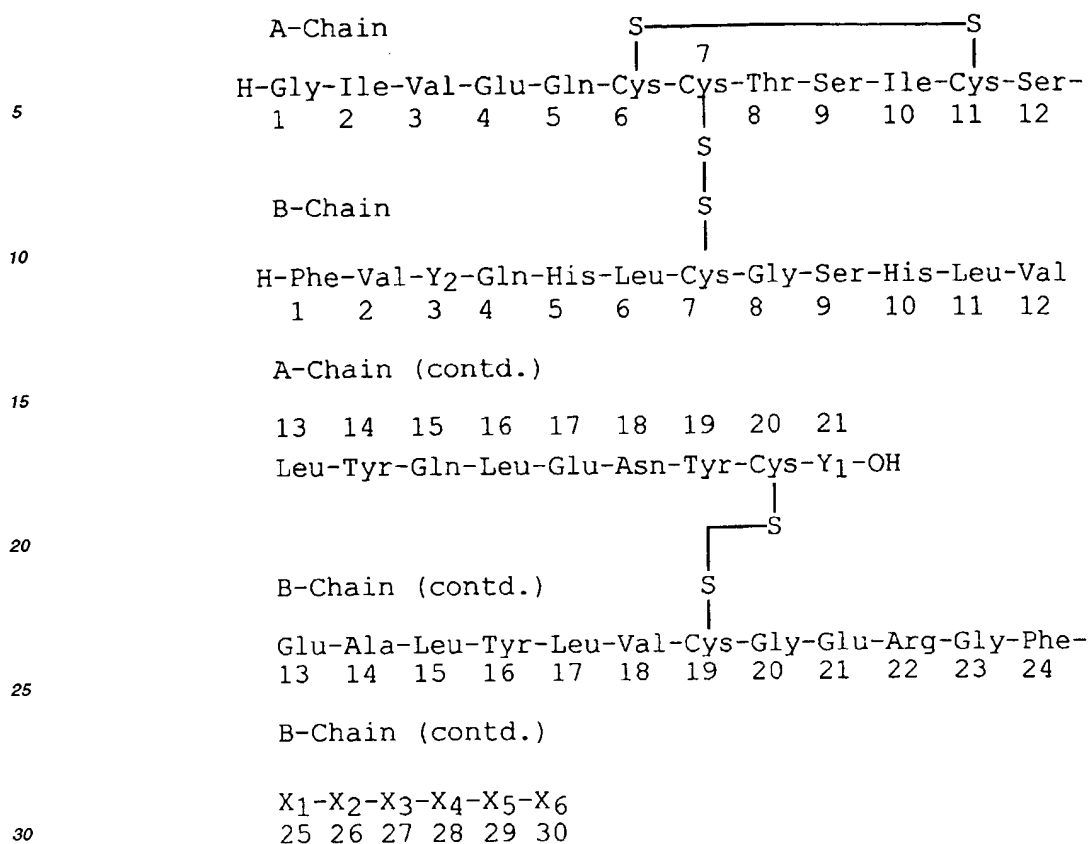 A-Chain
S S
7
H-Gly-Ile-Val-Glu-Gln-Cys-Cys-Thr-Ser-Ile-Cys-Ser-
5
1 2 3 4 5 6 8 9 10 11 12
S
B-Chain
S
10
H-Phe-Val-Y2-Gln-His-Leu-Cys-Gly-Ser-His-Leu-Val
1 2 3 4 5 6 7 8 9 10 11 12
A-Chain (contd.)
15
13 14 15 16 17 18 19 20 21
Leu-Tyr-Gln-Leu-Glu-Asn-Tyr-Cys-Y1-OH
S
20
B-Chain (contd.)
S
Glu-Ala-Leu-Tyr-Leu-Val-Cys-Gly-Glu-Arg-Gly-Phe-
13 14 15 16 17 18 19 20 21 22 23 24
25
B-Chain (contd.)
X1-X2-X3-X4-X5-X6
25 26 27 28 29 30
30